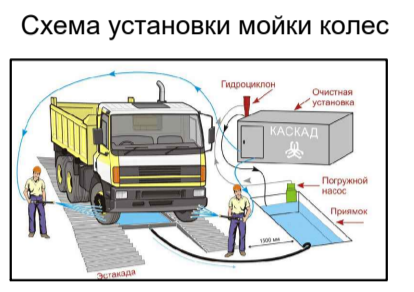 Схема установки мойки колес
Гидроциклон
Очистная
установка
КАСКАД
Погружной
насос
Приямок
1500 мм
Эстакада